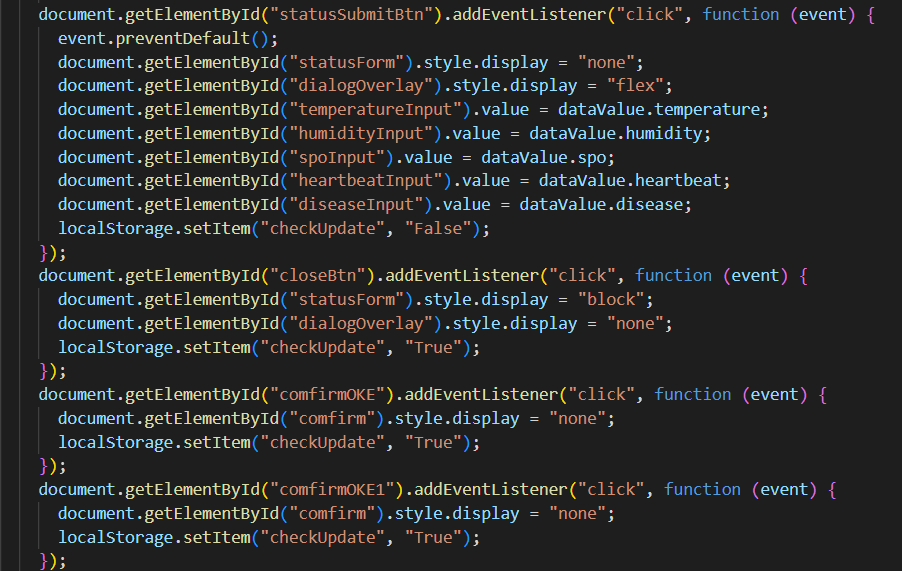 document.getElementById("statusSubmitBtn").addEventListener("click", function (event) {
  event.preventDefault();
  document.getElementById("statusForm").style.display = "none";
  document.getElementById("dialogOverlay").style.display = "flex";
  document.getElementById("temperatureInput").value = dataValue.temperature;
  document.getElementById("humidityInput").value = dataValue.humidity;
  document.getElementById("spoInput").value = dataValue.spo;
  document.getElementById("heartbeatInput").value = dataValue.heartbeat;
  document.getElementById("diseaseInput").value = dataValue.disease;
  localStorage.setItem("checkUpdate", "False");
});
document.getElementById("closeBtn").addEventListener("click", function (event) {
  document.getElementById("statusForm").style.display = "block";
  document.getElementById("dialogOverlay").style.display = "none";
  localStorage.setItem("checkUpdate", "True");
});
document.getElementById("comfirmOKE").addEventListener("click", function (event) {
  document.getElementById("comfirm").style.display = "none";
  localStorage.setItem("checkUpdate", "True");
});
document.getElementById("comfirmOKE1").addEventListener("click", function (event) {
  document.getElementById("comfirm").style.display = "none";
  localStorage.setItem("checkUpdate", "True");
});